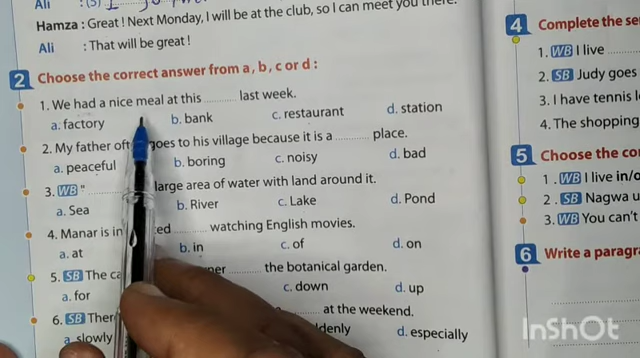 Ali : (5) I
Hamza : Great ! Next Monday, I will be at the club, so I can meet you there.
Ali : That will be great !
2 Choose the correct answer from a, b, c or d :
1. We had a nice meal at this .......... last week.
a. factory b. bank c. restaurant d. station
2. My father oft goes to his village because it is a .......... place.
a. peaceful b. boring c. noisy d. bad
3. WB " .......... large area of water with land around it.
a. Sea b. River c. Lake d. Pond
4. Manar is in ted .......... watching English movies.
a. at b. in c. of d. on
5. SB The ca ner .......... the botanical garden.
a. for c. down d. up
6. SB Ther .......... at the weekend.
a. slowly ldenly d. especially
4 Complete the se
1. WB I live
2. SB Judy goes
3. I have tennis l
4. The shopping
5 Choose the co
1 . WB I live in/o
2 . SB Nagwa u
3. WB You can't
6 Write a paragr
InShOt